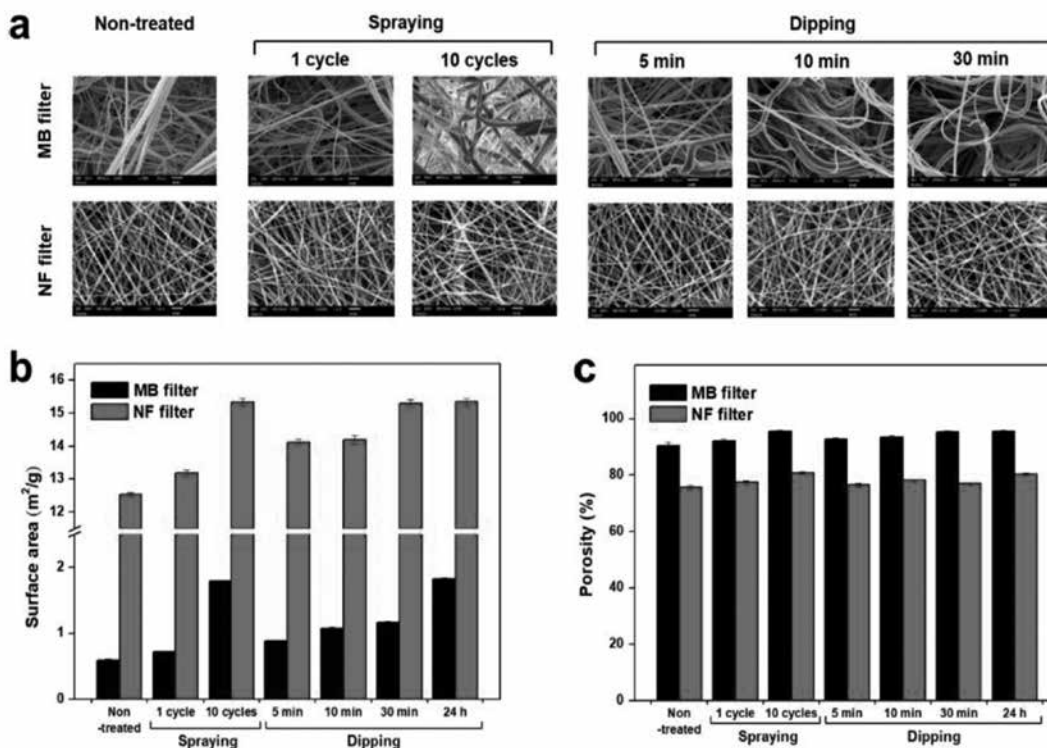 a
Non-treated
Spraying
Dipping
1 cycle
10 cycles
5 min
10 min
30 min
MB filter
NF filter
b
MB filter
NF filter
Surface area (m²/g)
16
15
14
13
12
2
1
0
Non -treated
1 cycle
10 cycles
5 min
10 min
30 min
24 h
Spraying
Dipping
c
MB filter
NF filter
Porosity (%)
100
80
60
40
20
0
Non -treated
1 cycle
10 cycles
5 min
10 min
30 min
24 h
Spraying
Dipping